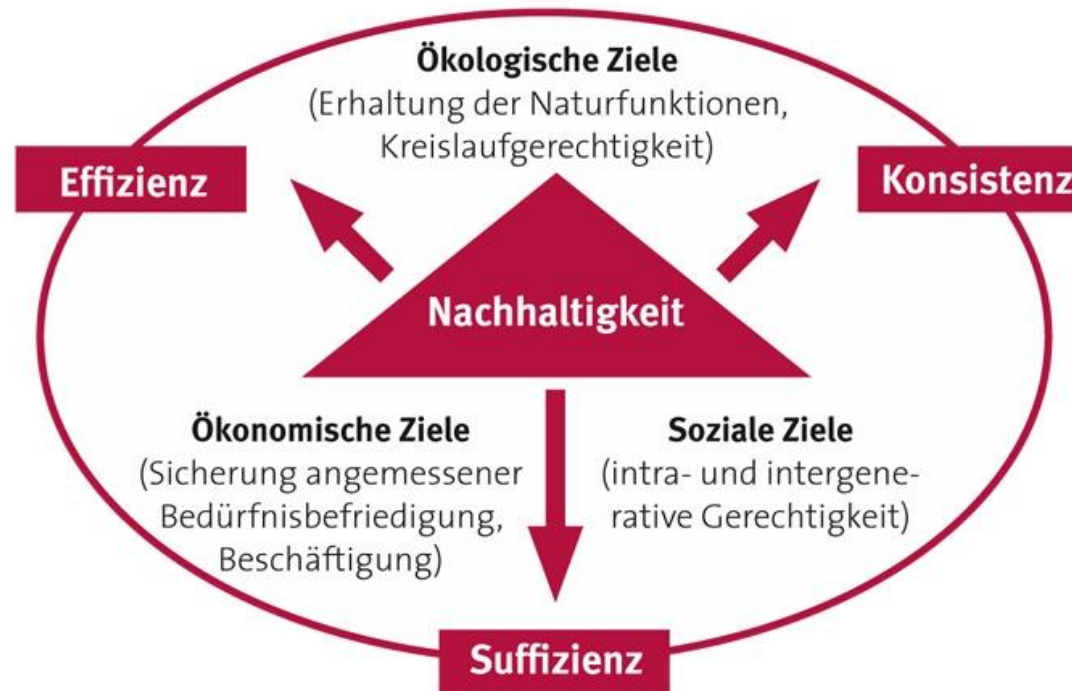 Ökologische Ziele
(Erhaltung der Naturfunktionen,
Kreislaufgerechtigkeit)
Effizienz
Konsistenz
Nachhaltigkeit
Ökonomische Ziele
(Sicherung angemessener
Bedürfnisbefriedigung,
Beschäftigung)
Soziale Ziele
(intra- und intergene-
rative Gerechtigkeit)
Suffizienz